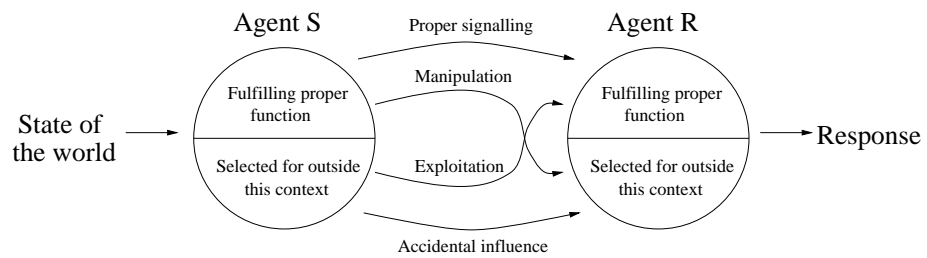 Agent S
Proper signalling
Agent R
Manipulation
Fulfilling proper
function
Fulfilling proper
function
State of
the world
Response
Selected for outside
this context
Exploitation
Selected for outside
this context
Accidental influence